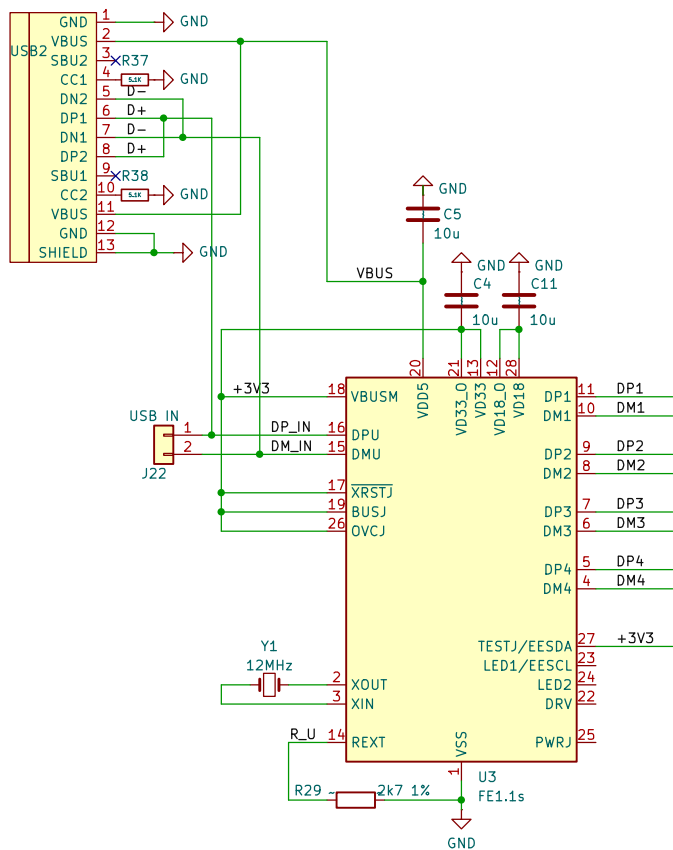 USB2
GND 1 GND
VBUS 2
SBU2 3 R37
CC1 4 5.1K GND
DN2 5 D-
DP1 6 D+
DN1 7 D-
DP2 8 D+
SBU1 9 R38
CC2 10 5.1K GND
VBUS 11
GND 12
SHIELD 13 GND
GND
C5
10u
VBUS
GND GND
C4 C11
10u 10u
20 21 13 12 28
VDD5 VD33_O VD33 VD18_O VD18
+3V3 18 VBUSM
DP1 11 DP1
DM1 10 DM1
USB IN
1 DP_IN 16 DPU
2 DM_IN 15 DMU
J22
DP2 9 DP2
DM2 8 DM2
17 XRSTJ
19 BUSJ
26 OVCJ
DP3 7 DP3
DM3 6 DM3
DP4 5 DP4
DM4 4 DM4
TESTJ/EESDA 27 +3V3
LED1/EESCL 23
LED2 24
DRV 22
PWRJ 25
Y1
12MHz
2 XOUT
3 XIN
R_U 14 REXT
VSS
1
U3
FE1.1s
R29 ~ 2k7 1%
GND